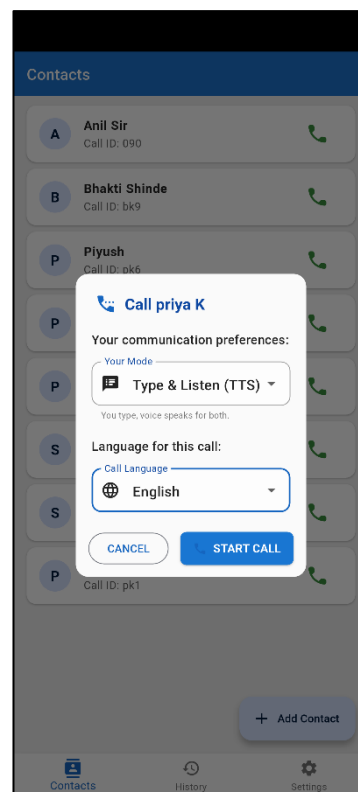 Contacts
A
Anil Sir
Call ID: 090
B
Bhakti Shinde
Call ID: bk9
P
Piyush
Call ID: pk6
P
P
S
S
P
Call ID: pk1
Call priya K
Your communication preferences:
Your Mode
Type & Listen (TTS)
You type, voice speaks for both.
Language for this call:
Call Language
English
CANCEL
START CALL
+ Add Contact
Contacts
History
Settings